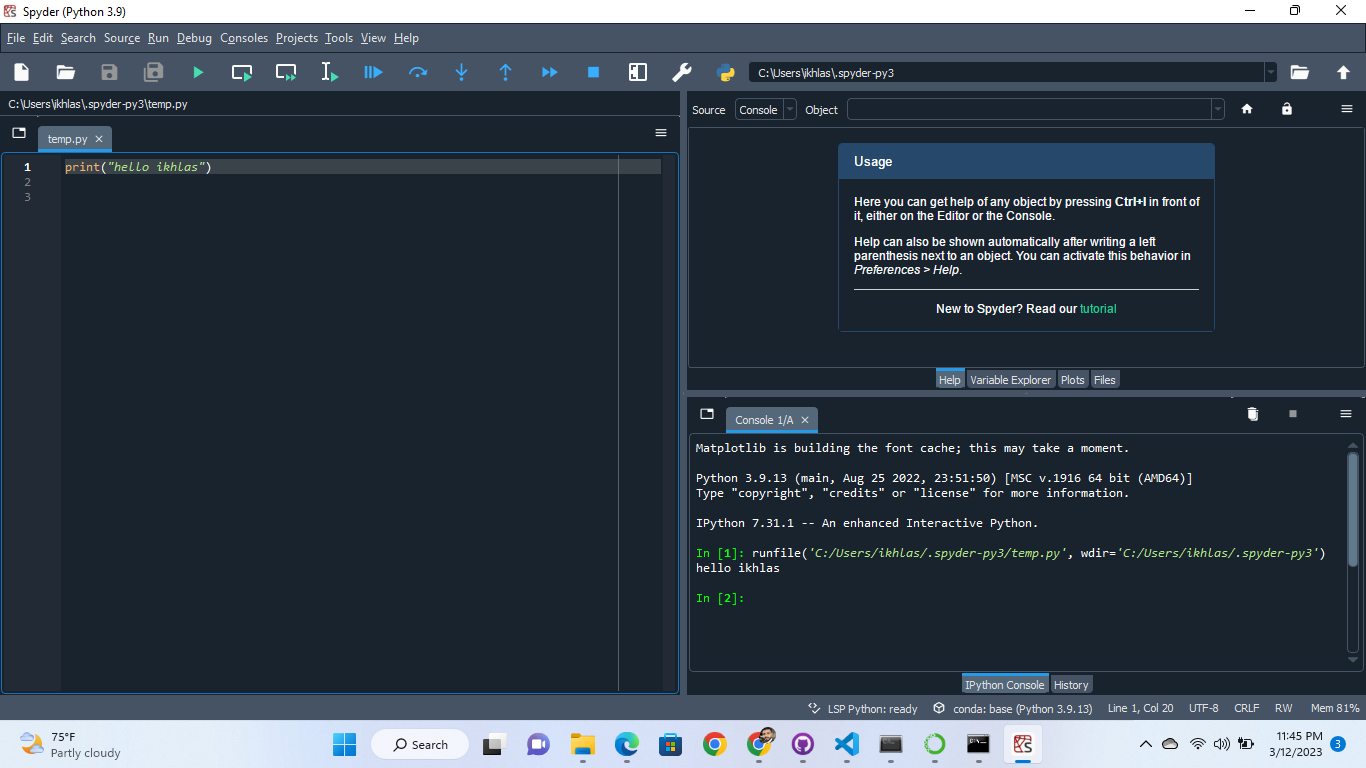 Spyder (Python 3.9)
File Edit Search Source Run Debug Consoles Projects Tools View Help
C:\Users\ikhlas\.spyder-py3
C:\Users\ikhlas\.spyder-py3\temp.py
temp.py
1 print("hello ikhlas")
2
3
Source Console Object
Usage
Here you can get help of any object by pressing Ctrl+I in front of
it, either on the Editor or the Console.
Help can also be shown automatically after writing a left
parenthesis next to an object. You can activate this behavior in
Preferences > Help.
New to Spyder? Read our tutorial
Help Variable Explorer Plots Files
Console 1/A
Matplotlib is building the font cache; this may take a moment.
Python 3.9.13 (main, Aug 25 2022, 23:51:50) [MSC v.1916 64 bit (AMD64)]
Type "copyright", "credits" or "license" for more information.
IPython 7.31.1 -- An enhanced Interactive Python.
In [1]: runfile('C:/Users/ikhlas/.spyder-py3/temp.py', wdir='C:/Users/ikhlas/.spyder-py3')
hello ikhlas
In [2]:
IPython Console History
LSP Python: ready conda: base (Python 3.9.13) Line 1, Col 20 UTF-8 CRLF RW Mem 81%
75°F
Partly cloudy
Search
11:45 PM
3/12/2023
3